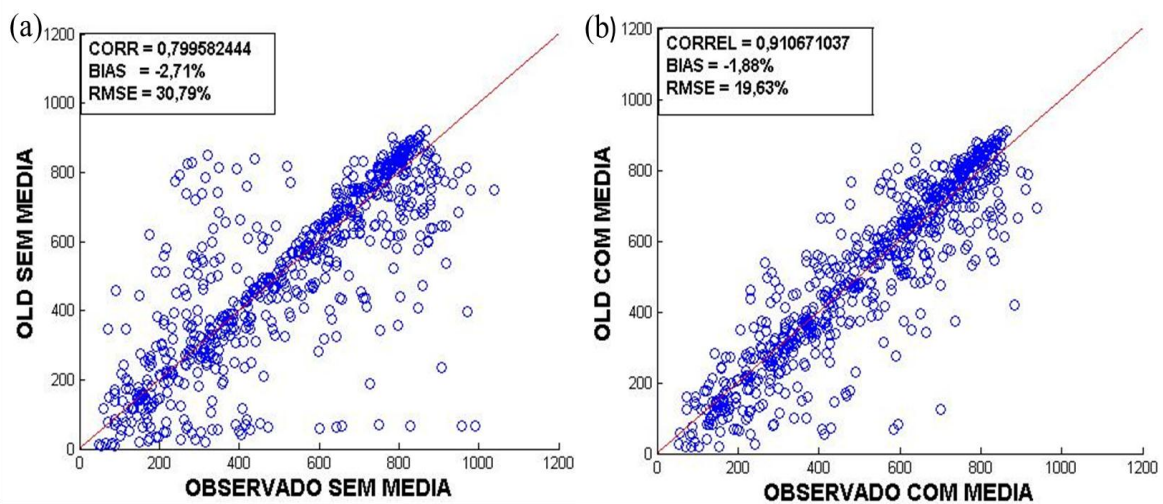 (a)
CORR = 0,799582444
BIAS = -2,71%
RMSE = 30,79%
1200
1000
800
600
400
200
0
OLD SEM MEDIA
0 200 400 600 800 1000 1200
OBSERVADO SEM MEDIA
(b)
CORREL = 0,910671037
BIAS = -1,88%
RMSE = 19,63%
1200
1000
800
600
400
200
0
OLD COM MEDIA
0 200 400 600 800 1000 1200
OBSERVADO COM MEDIA